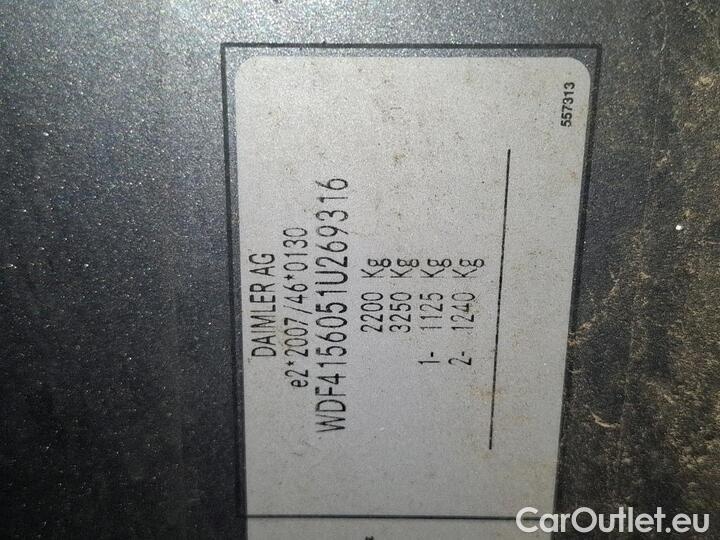 DAIMLER AG
e2*2007/46*0130
WDF4156051U269316
2200 Kg
3250 Kg
1- 1125 Kg
2- 1240 Kg
557313
CarOutlet.eu